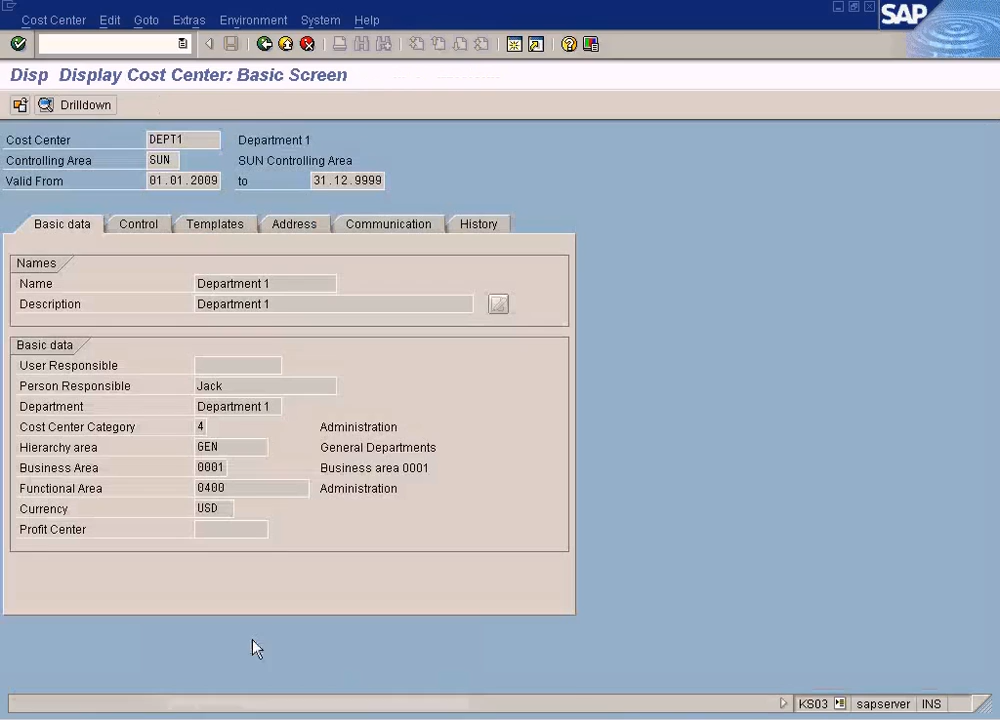 Cost Center Edit Goto Extras Environment System Help
SAP
Disp Display Cost Center: Basic Screen
Drilldown
Cost Center DEPT1 Department 1
Controlling Area SUN SUN Controlling Area
Valid From 01.01.2009 to 31.12.9999
Basic data Control Templates Address Communication History
Names
Name Department 1
Description Department 1
Basic data
User Responsible
Person Responsible Jack
Department Department 1
Cost Center Category 4 Administration
Hierarchy area GEN General Departments
Business Area 0001 Business area 0001
Functional Area 0400 Administration
Currency USD
Profit Center
KS03 sapserver INS